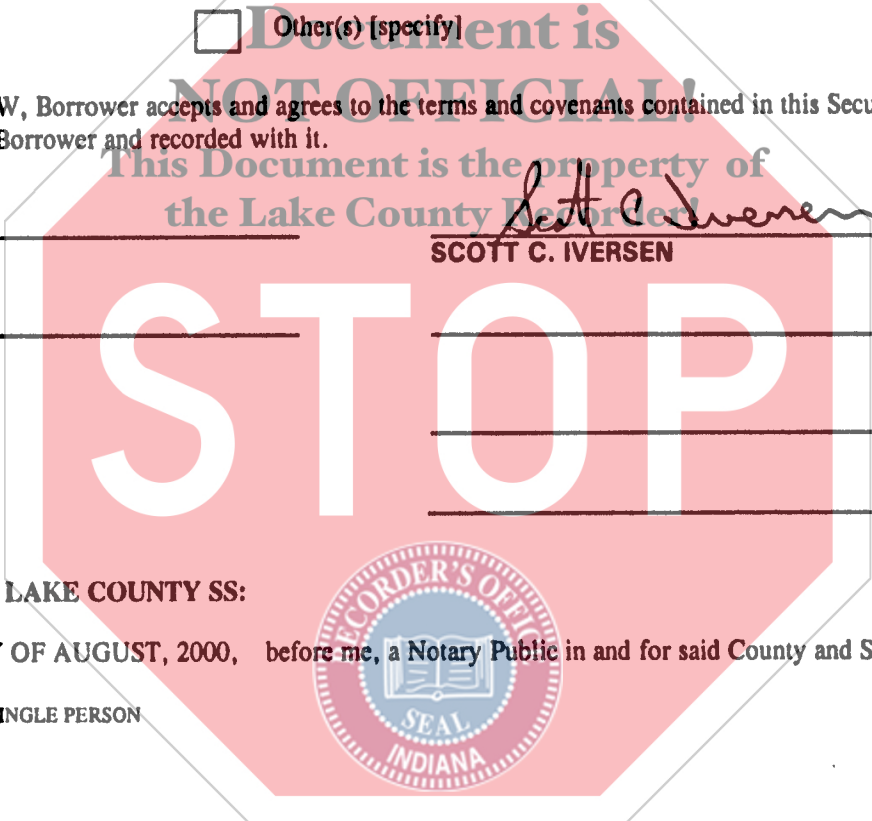 Other(s) [specify]
Document is
NOT OFFICIAL!
W, Borrower accepts and agrees to the terms and covenants contained in this Secu
Borrower and recorded with it.
This Document is the property of
the Lake County Recorder!
Scott C Iversen
SCOTT C. IVERSEN
STOP
LAKE COUNTY SS:
OF AUGUST, 2000, before me, a Notary Public in and for said County and S
INGLE PERSON
RECORDER'S OFFICE
SEAL
INDIANA